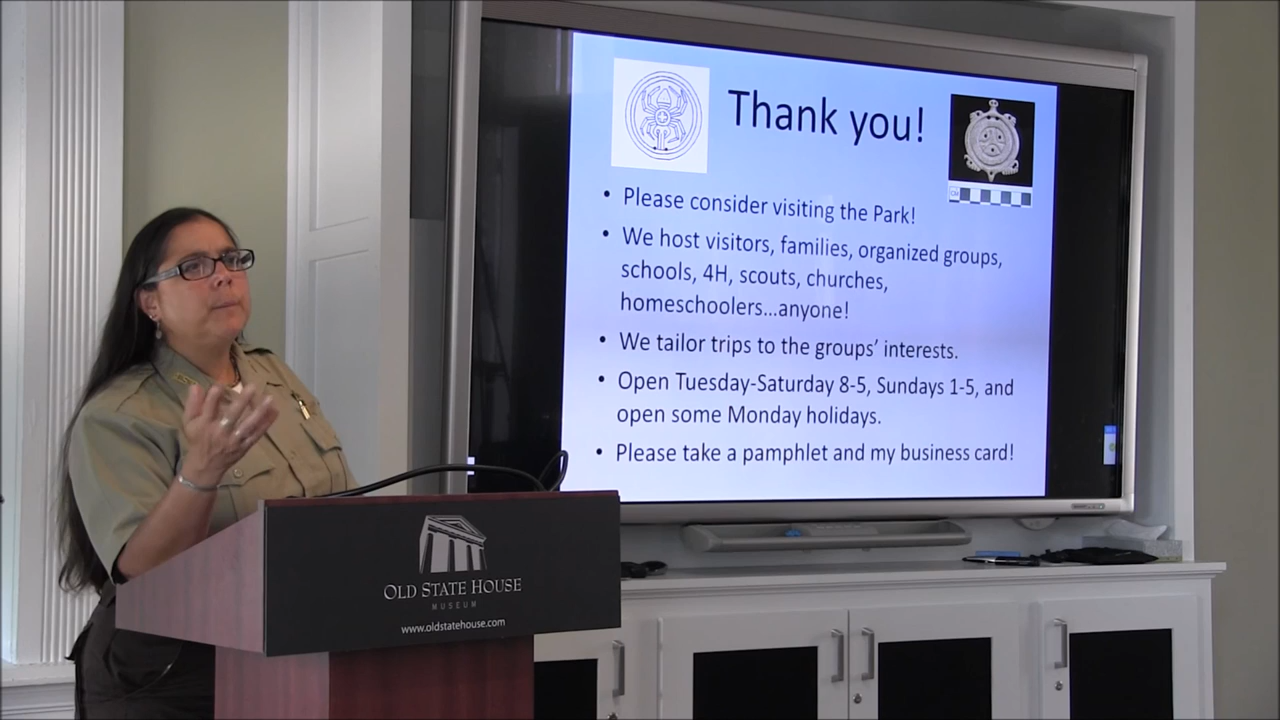 Thank you!
• Please consider visiting the Park!
• We host visitors, families, organized groups,
schools, 4H, scouts, churches,
homeschoolers...anyone!
• We tailor trips to the groups' interests.
• Open Tuesday-Saturday 8-5, Sundays 1-5, and
open some Monday holidays.
• Please take a pamphlet and my business card!
OLD STATE HOUSE
MUSEUM
www.oldstatehouse.com